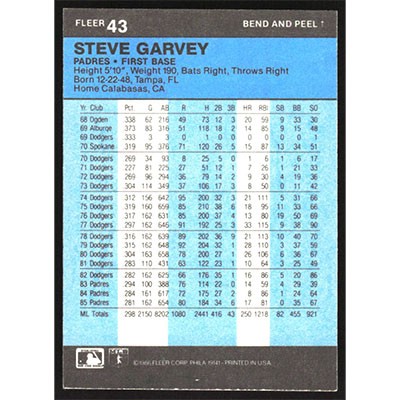 FLEER 43 BEND AND PEEL ↑
STEVE GARVEY
PADRES • FIRST BASE
Height 5'10", Weight 190, Bats Right, Throws Right
Born 12-22-48, Tampa, FL
Home Calabasas, CA
Yr. Club Pct. G AB R H 2B 3B HR RBI SB BB SO
68 Ogden 338 62 216 49 73 12 3 20 59 9 33 30
69 Alburqe 373 83 316 51 118 18 2 14 85 9 15 48
69 Dodgers 333 3 3 0 1 0 0 0 0 0 0 1
70 Spokane 319 95 376 71 120 26 5 15 87 13 34 51
70 Dodgers 269 34 93 8 25 5 0 1 6 1 6 17
71 Dodgers 227 81 225 27 51 12 1 7 26 1 21 33
72 Dodgers 269 96 294 36 79 14 2 9 30 4 19 36
73 Dodgers 304 114 349 37 106 17 3 8 50 0 11 42
74 Dodgers 312 156 642 95 200 32 3 21 111 5 31 66
75 Dodgers 319 160 659 85 210 38 6 18 95 11 33 66
76 Dodgers 317 162 631 85 200 37 4 13 80 19 50 69
77 Dodgers 297 162 646 91 192 25 3 33 115 9 38 90
78 Dodgers 316 162 639 89 202 36 9 21 113 10 40 70
79 Dodgers 315 162 648 92 204 32 1 28 110 3 37 59
80 Dodgers 304 163 658 78 200 27 1 26 106 6 36 67
81 Dodgers 283 110 431 63 122 23 1 10 64 3 25 49
82 Dodgers 282 162 625 66 176 35 1 16 86 5 20 86
83 Padres 294 100 388 76 114 22 0 14 59 4 29 39
84 Padres 284 161 617 72 175 27 2 8 86 1 24 64
85 Padres 281 162 654 80 184 34 6 17 81 0 35 67
ML Totals 298 2150 8202 1080 2441 416 43 250 1218 82 455 921
© 1986 FLEER CORP. PHILA. 19141 - PRINTED IN U.S.A.